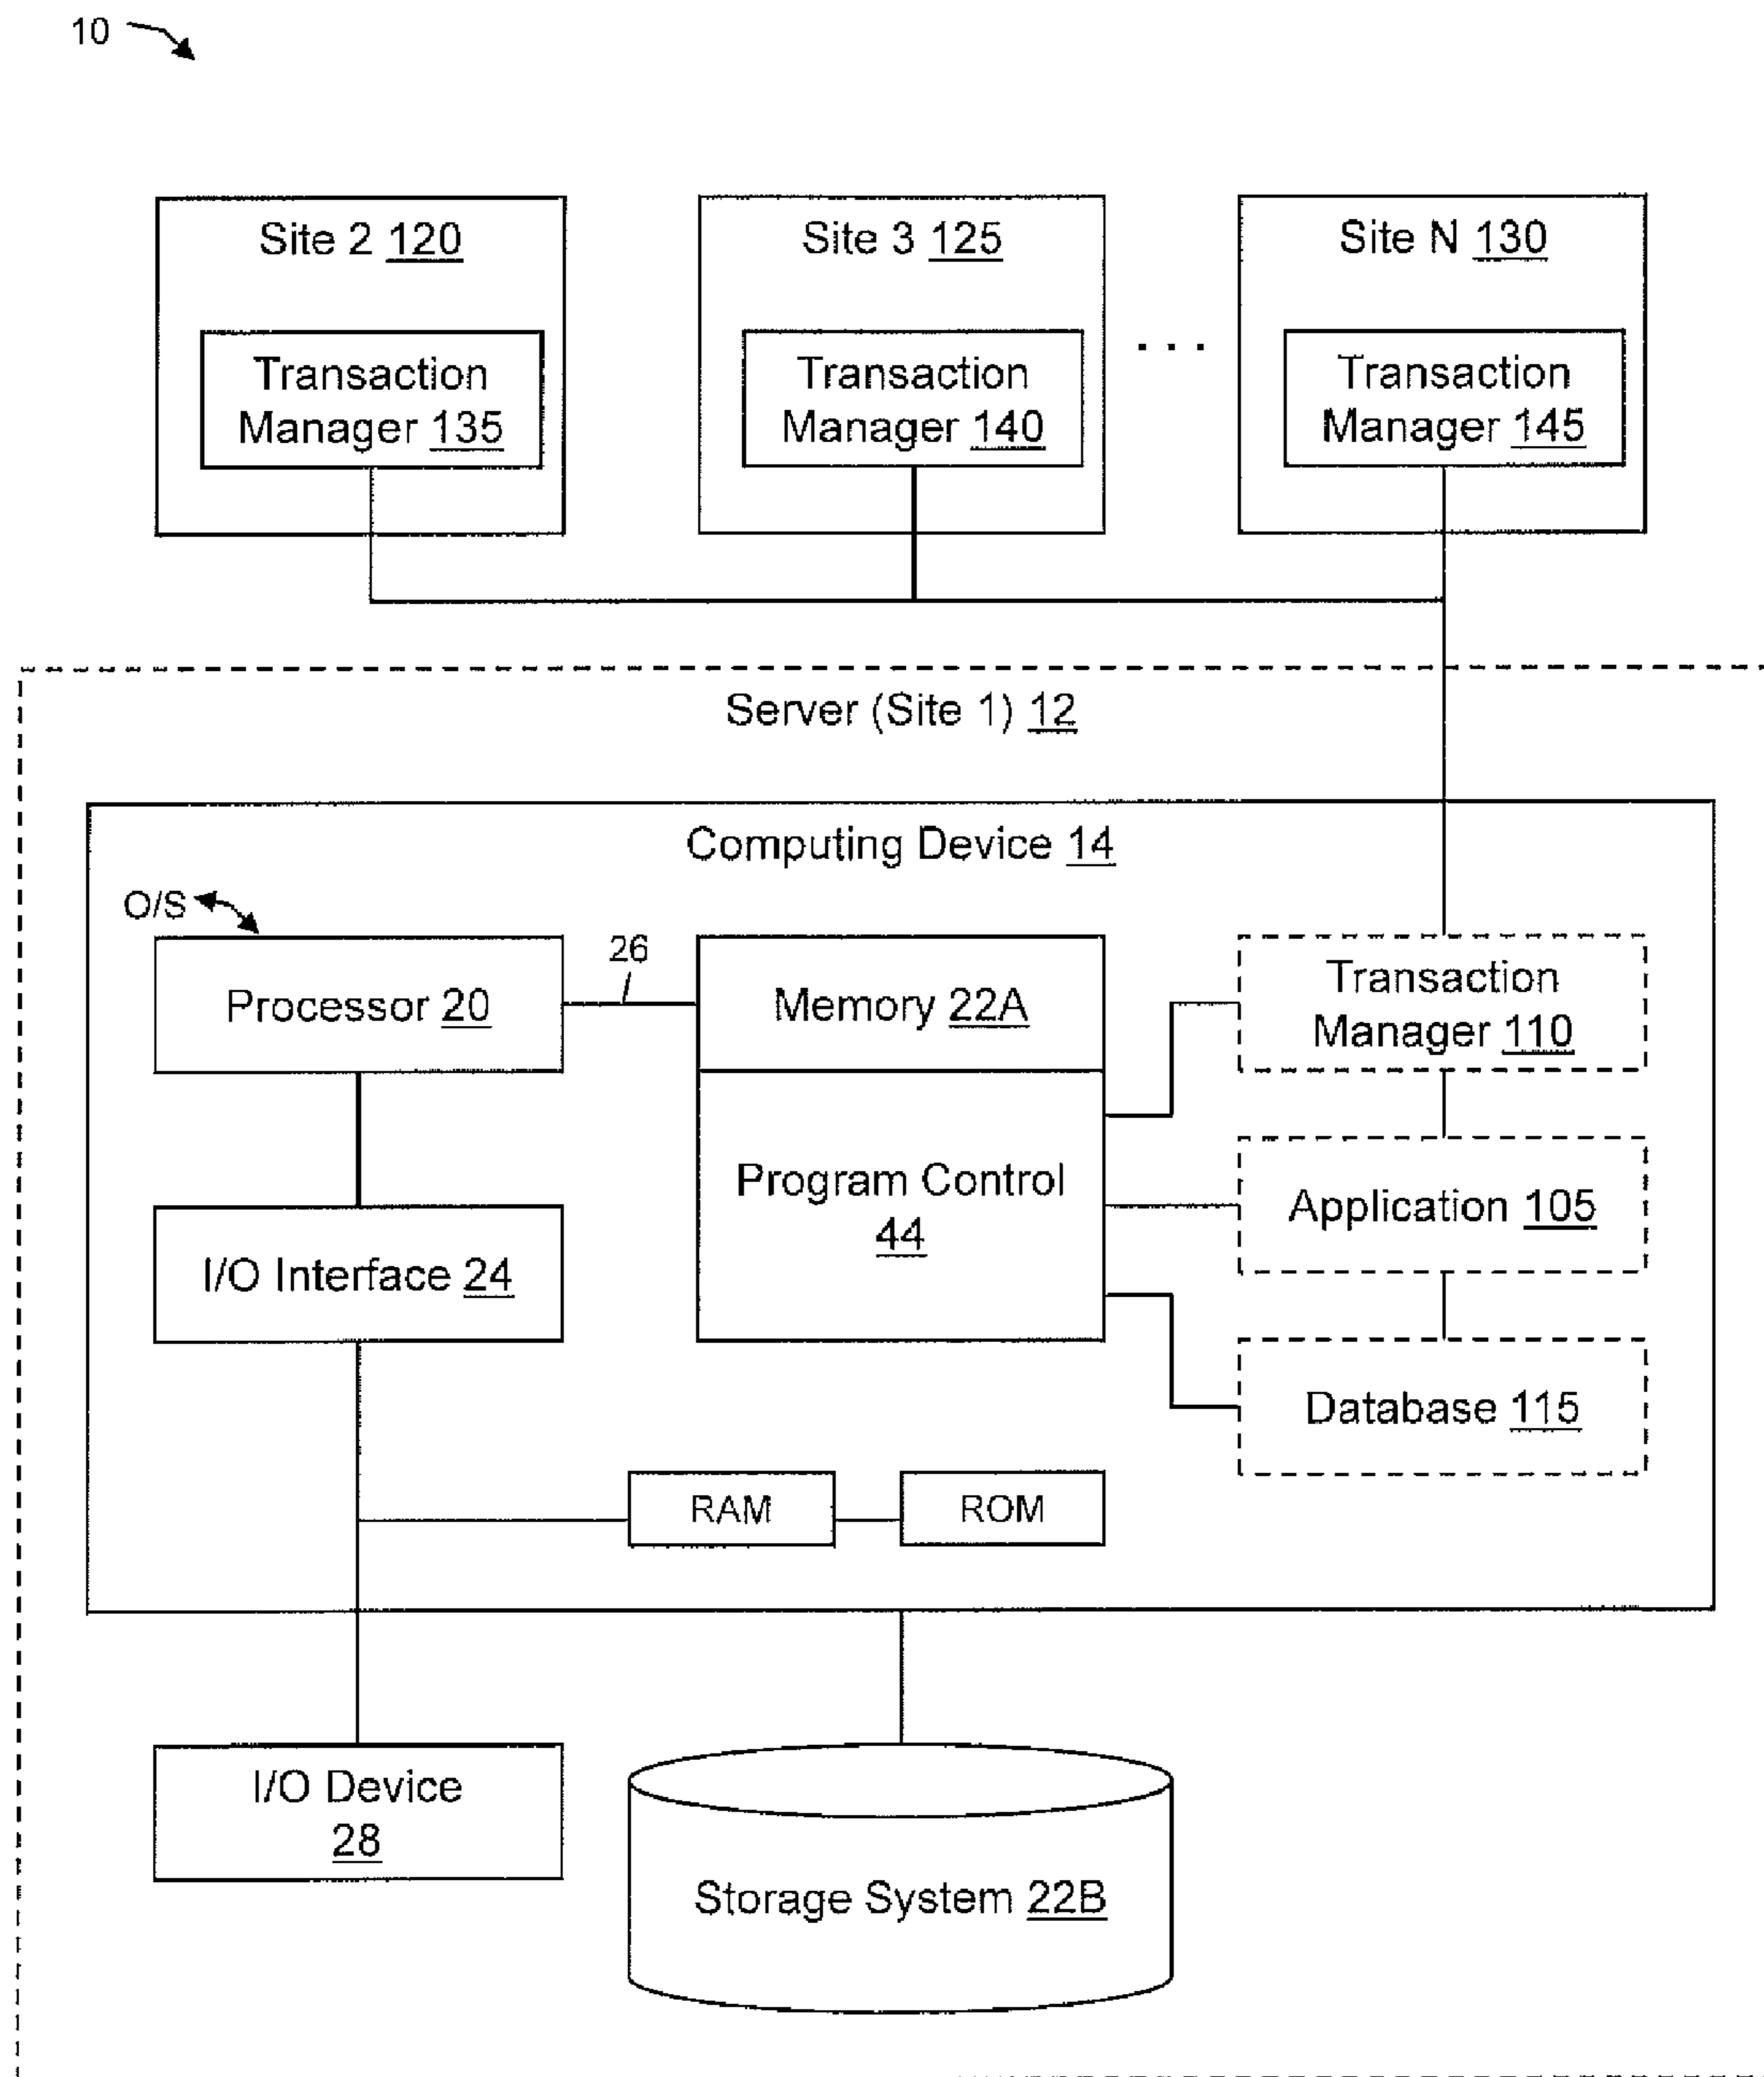 10
Site 2 120
Transaction
Manager 135
Site 3 125
Transaction
Manager 140
. . .
Site N 130
Transaction
Manager 145
Server (Site 1) 12
Computing Device 14
O/S
Processor 20
26
Memory 22A
Transaction
Manager 110
Program Control
44
Application 105
I/O Interface 24
Database 115
RAM
ROM
I/O Device
28
Storage System 22B